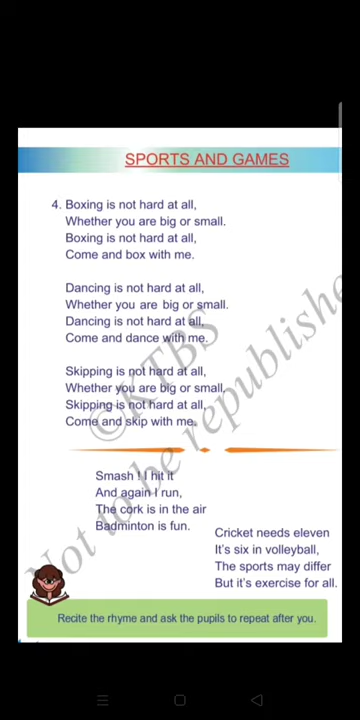 SPORTS AND GAMES
4. Boxing is not hard at all,
Whether you are big or small.
Boxing is not hard at all,
Come and box with me.
Dancing is not hard at all,
Whether you are big or small.
Dancing is not hard at all,
Come and dance with me.
Skipping is not hard at all,
Whether you are big or small,
Skipping is not hard at all,
Come and skip with me.
Smash ! I hit it
And again I run,
The cork is in the air
Badminton is fun.
Cricket needs eleven
It's six in volleyball,
The sports may differ
But it's exercise for all.
Recite the rhyme and ask the pupils to repeat after you.
©KTBS
Not to be republishe